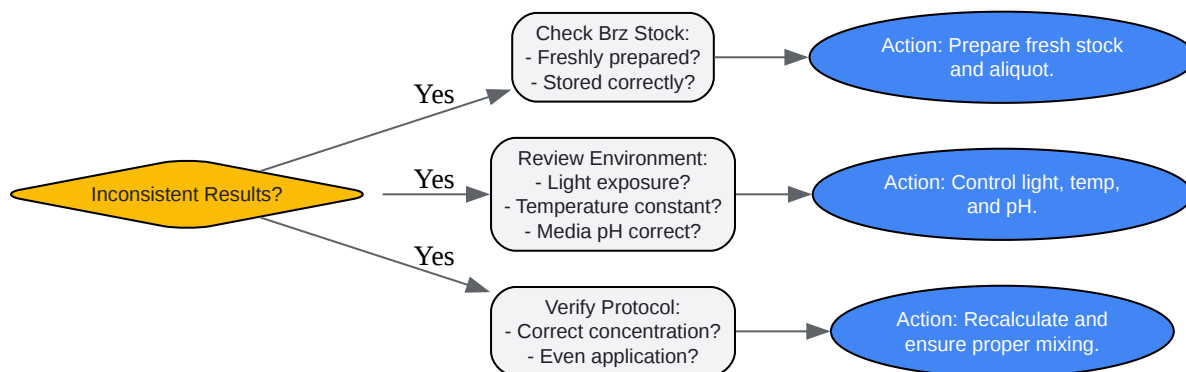 Inconsistent Results?
Yes
Check Brz Stock:
- Freshly prepared?
- Stored correctly?
Action: Prepare fresh stock
and aliquot.
Yes
Review Environment:
- Light exposure?
- Temperature constant?
- Media pH correct?
Action: Control light, temp,
and pH.
Yes
Verify Protocol:
- Correct concentration?
- Even application?
Action: Recalculate and
ensure proper mixing.